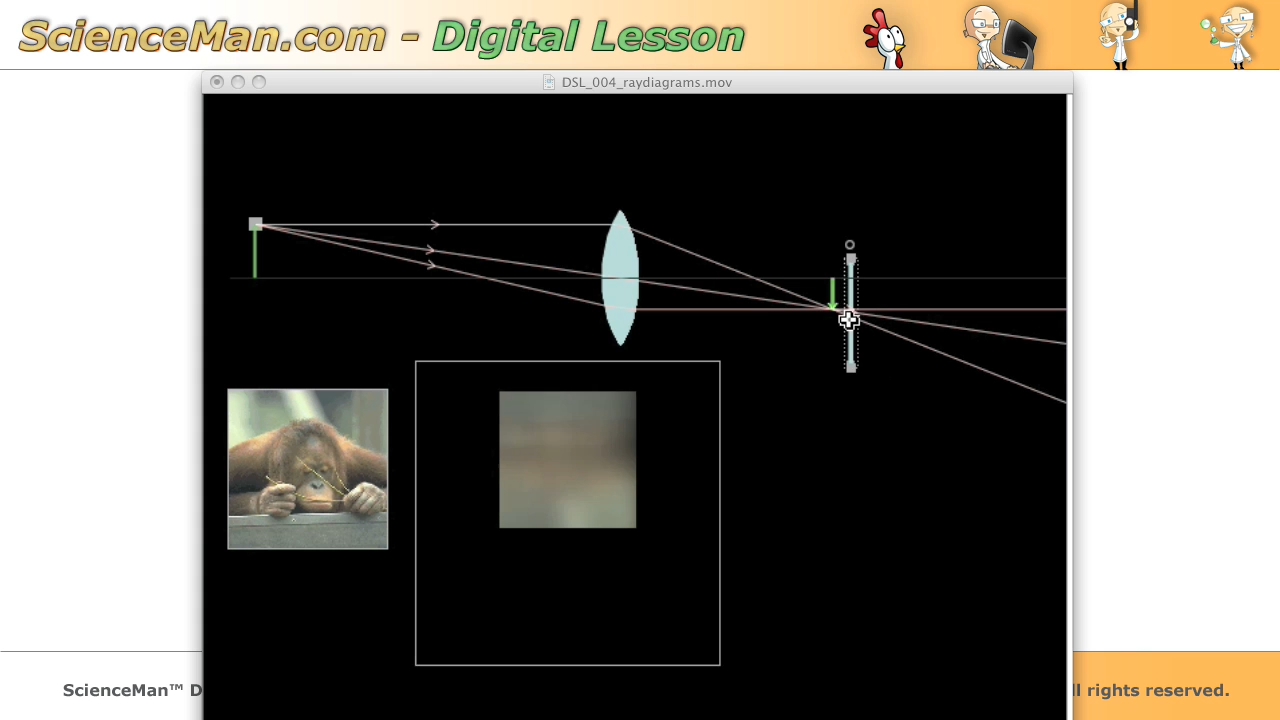 ScienceMan.com - Digital Lesson
DSL_004_raydiagrams.mov
ScienceMan™ D
ll rights reserved.